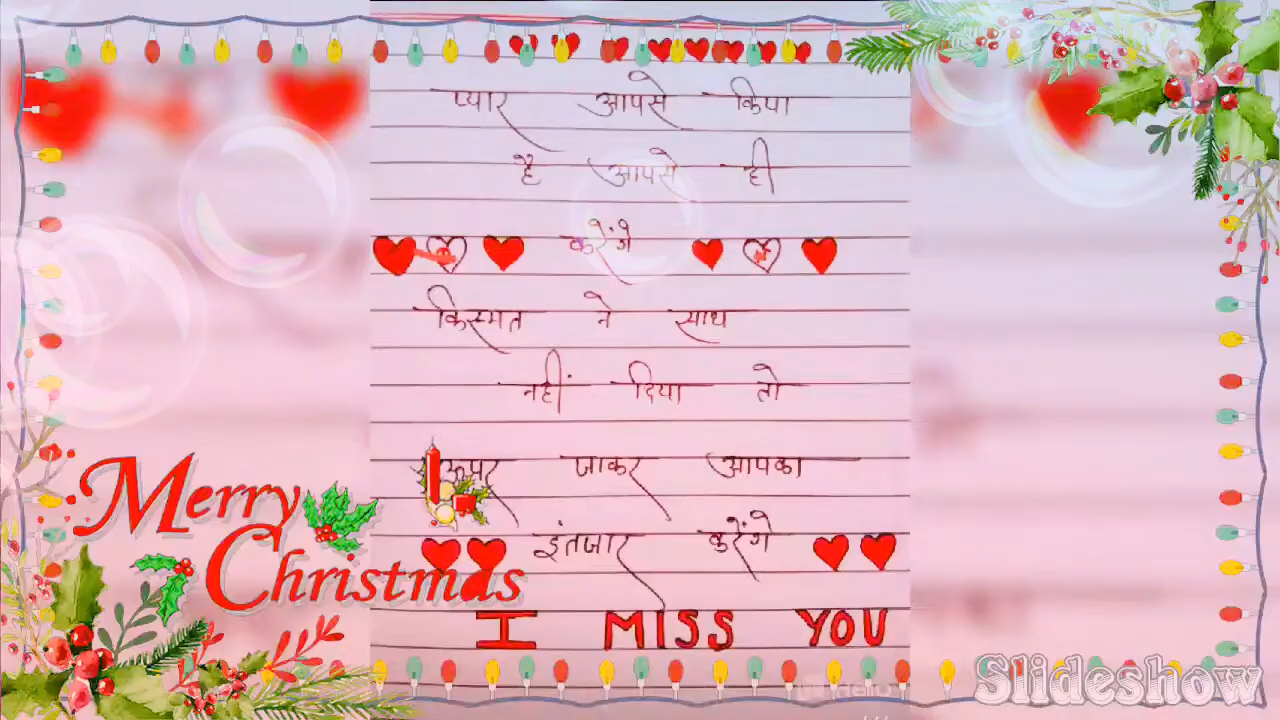 प्यार आपसे किया
है आपसे ही
करेंगे
किस्मत ने साथ
नहीं दिया तो
ऊपर जाकर आपका
इंतजार करेंगे
I MISS YOU
Merry
Christmas
Slideshow